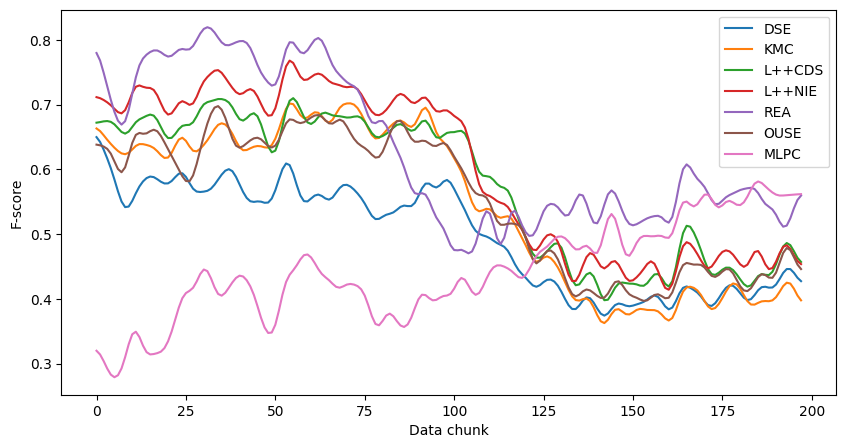 DSE
KMC
L++CDS
L++NIE
REA
OUSE
MLPC
F-score
0.8
0.7
0.6
0.5
0.4
0.3
0 25 50 75 100 125 150 175 200
Data chunk